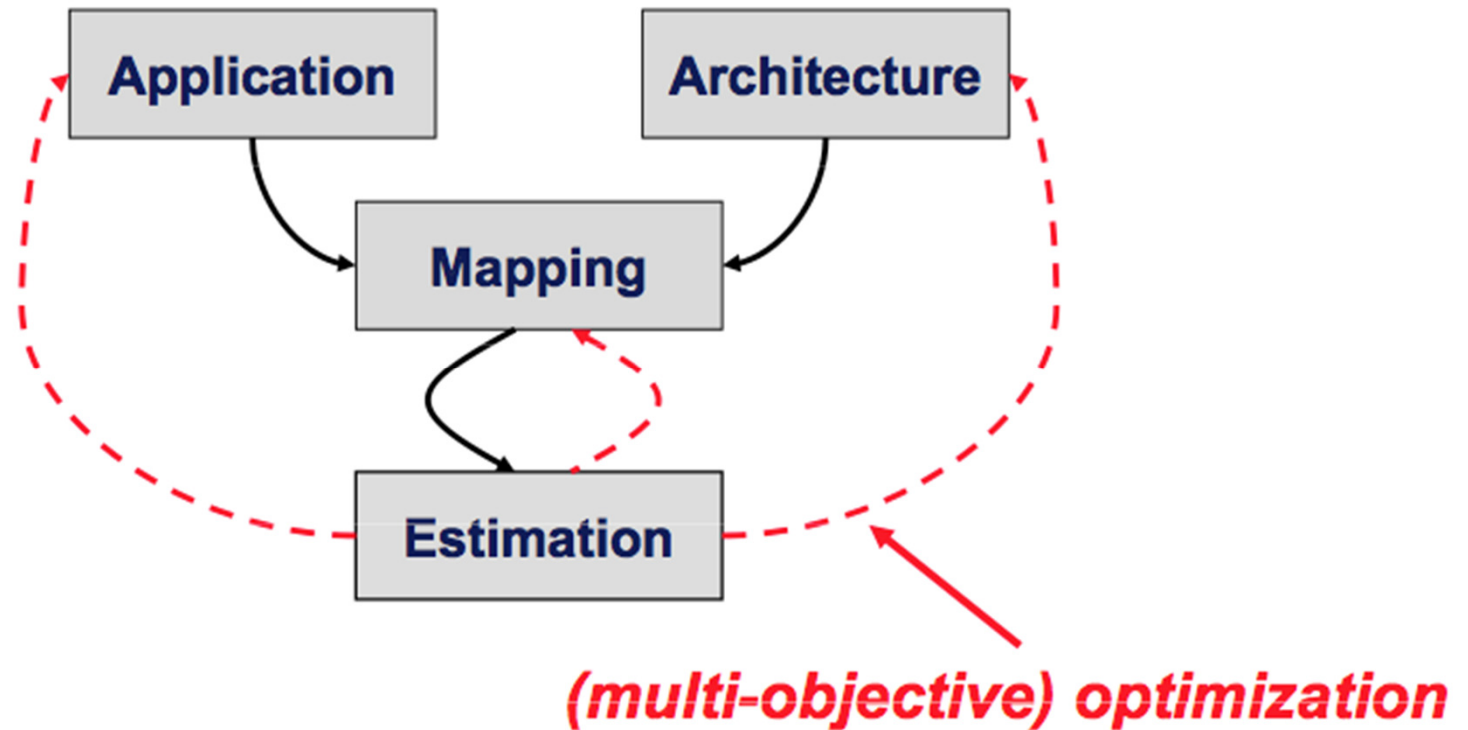 Application
Architecture
Mapping
Estimation
(multi-objective) optimization